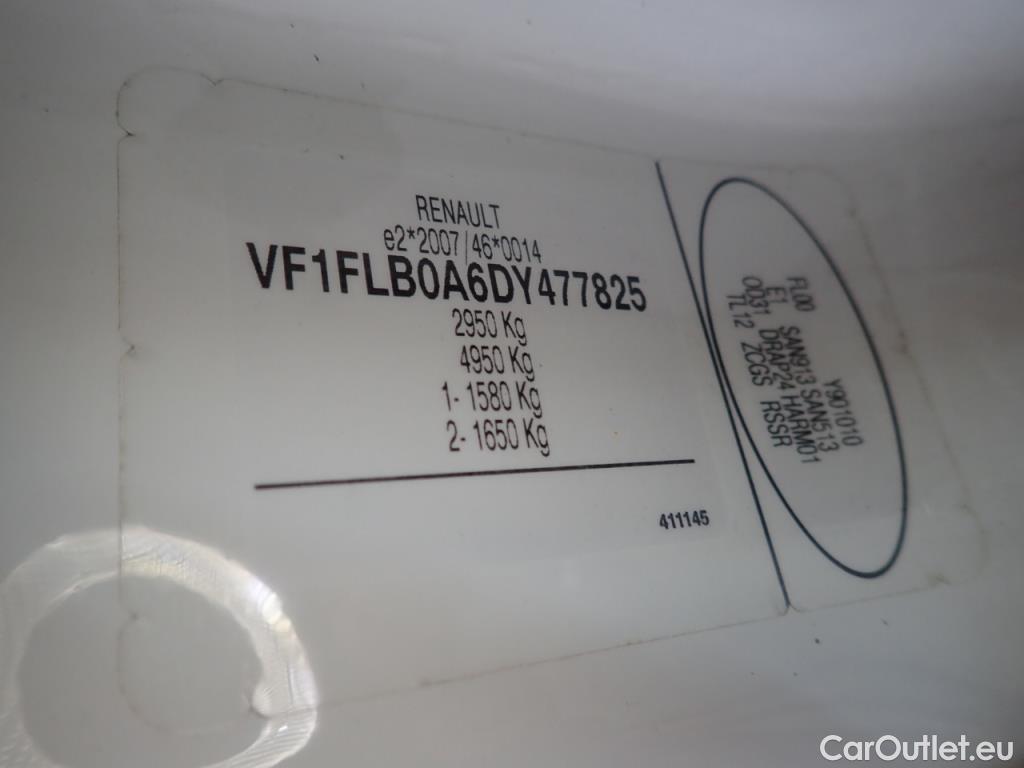 RENAULT
e2*2007/46*0014
VF1FLB0A6DY477825
2950 Kg
4950 Kg
1- 1580 Kg
2- 1650 Kg
411145
Y901010
FL00 SAN913 SAN513
E1 DRAP24 HARM01
0031 ZCGS RSSR
7L12
CarOutlet.eu